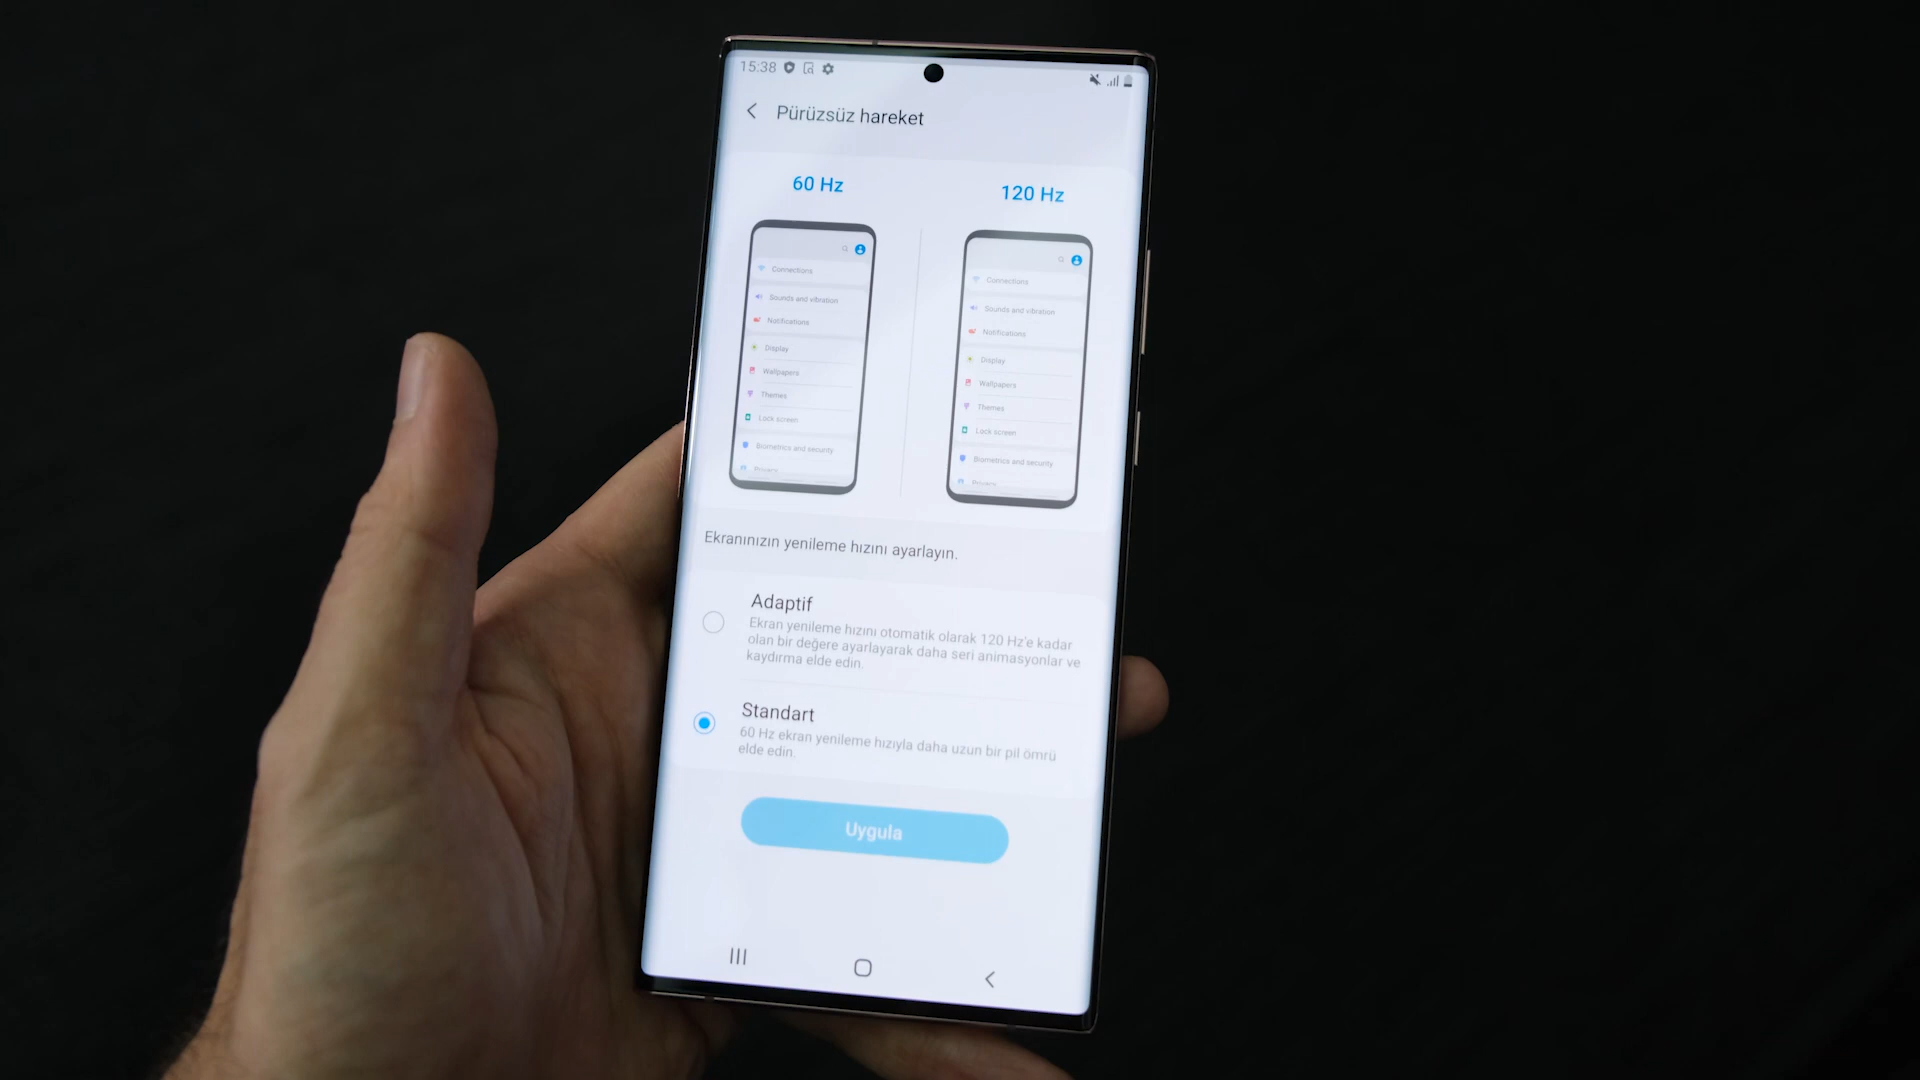 15:38
Pürüzsüz hareket
60 Hz
120 Hz
Connections
Sounds and vibration
Notifications
Display
Wallpapers
Themes
Lock screen
Biometrics and security
Privacy
Connections
Sounds and vibration
Notifications
Display
Wallpapers
Themes
Lock screen
Biometrics and security
Privacy
Ekranınızın yenileme hızını ayarlayın.
Adaptif
Ekran yenileme hızını otomatik olarak 120 Hz'e kadar
olan bir değere ayarlayarak daha seri animasyonlar ve
kaydırma elde edin.
Standart
60 Hz ekran yenileme hızıyla daha uzun bir pil ömrü
elde edin.
Uygula